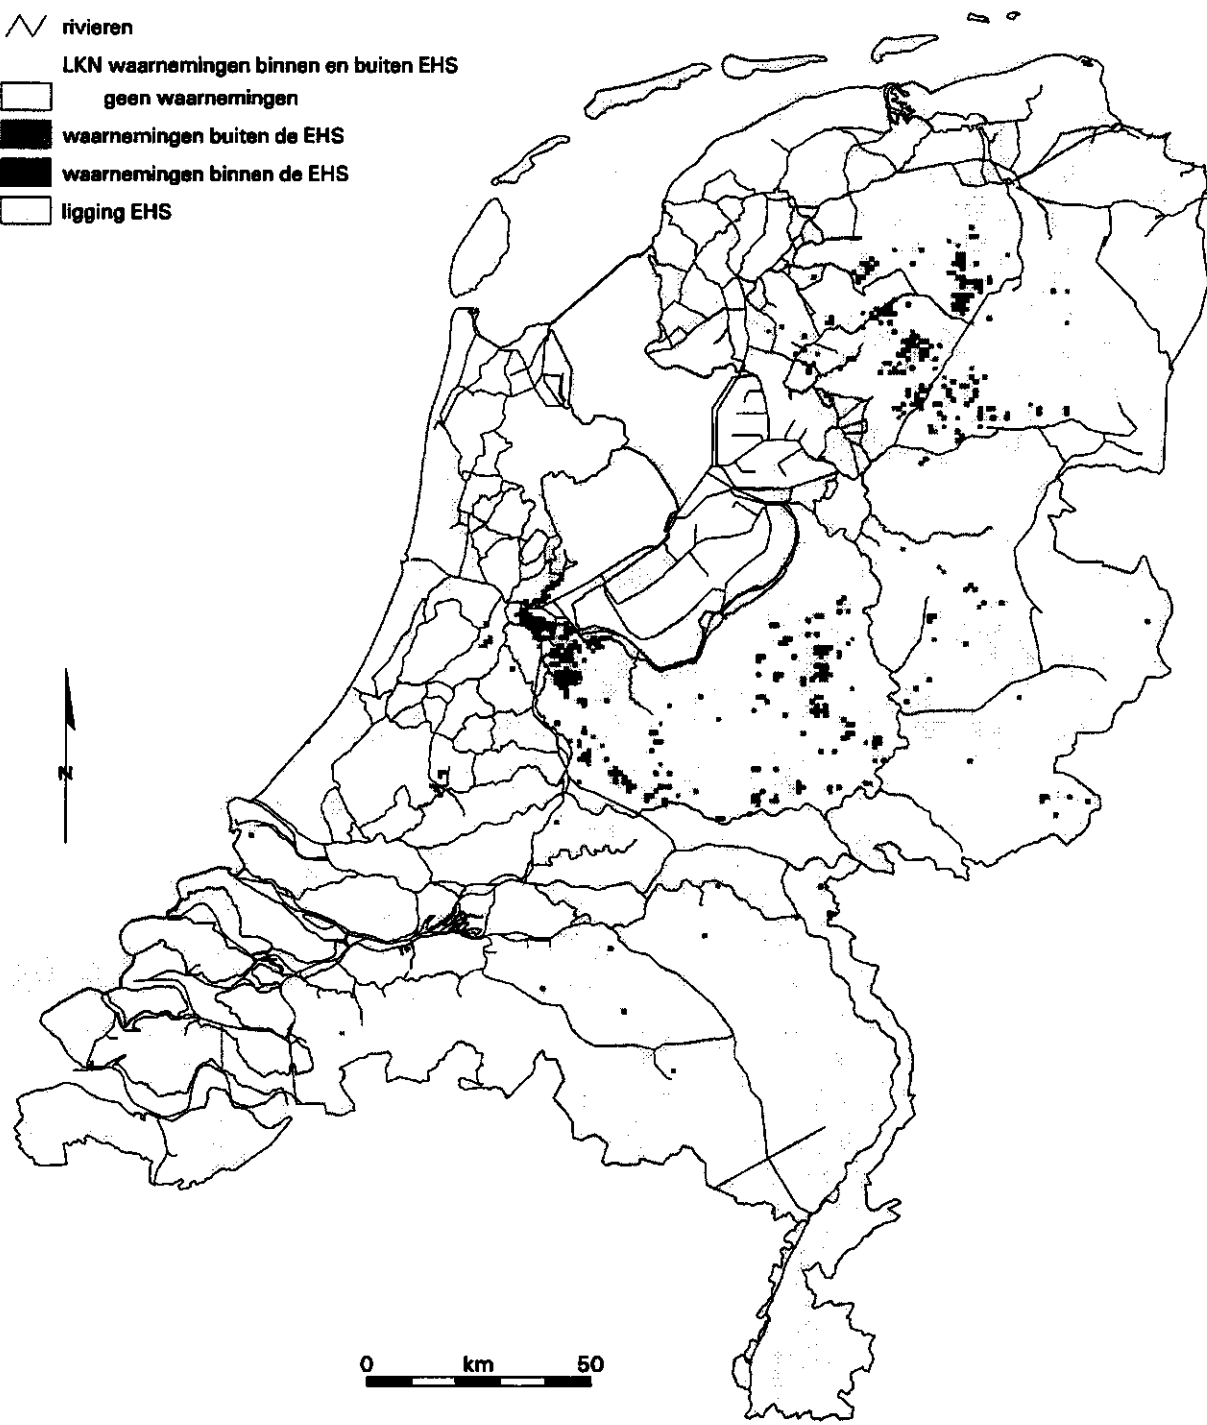 rivieren
LKN waarnemingen binnen en buiten EHS
geen waarnemingen
waarnemingen buiten de EHS
waarnemingen binnen de EHS
ligging EHS
N
0 km 50